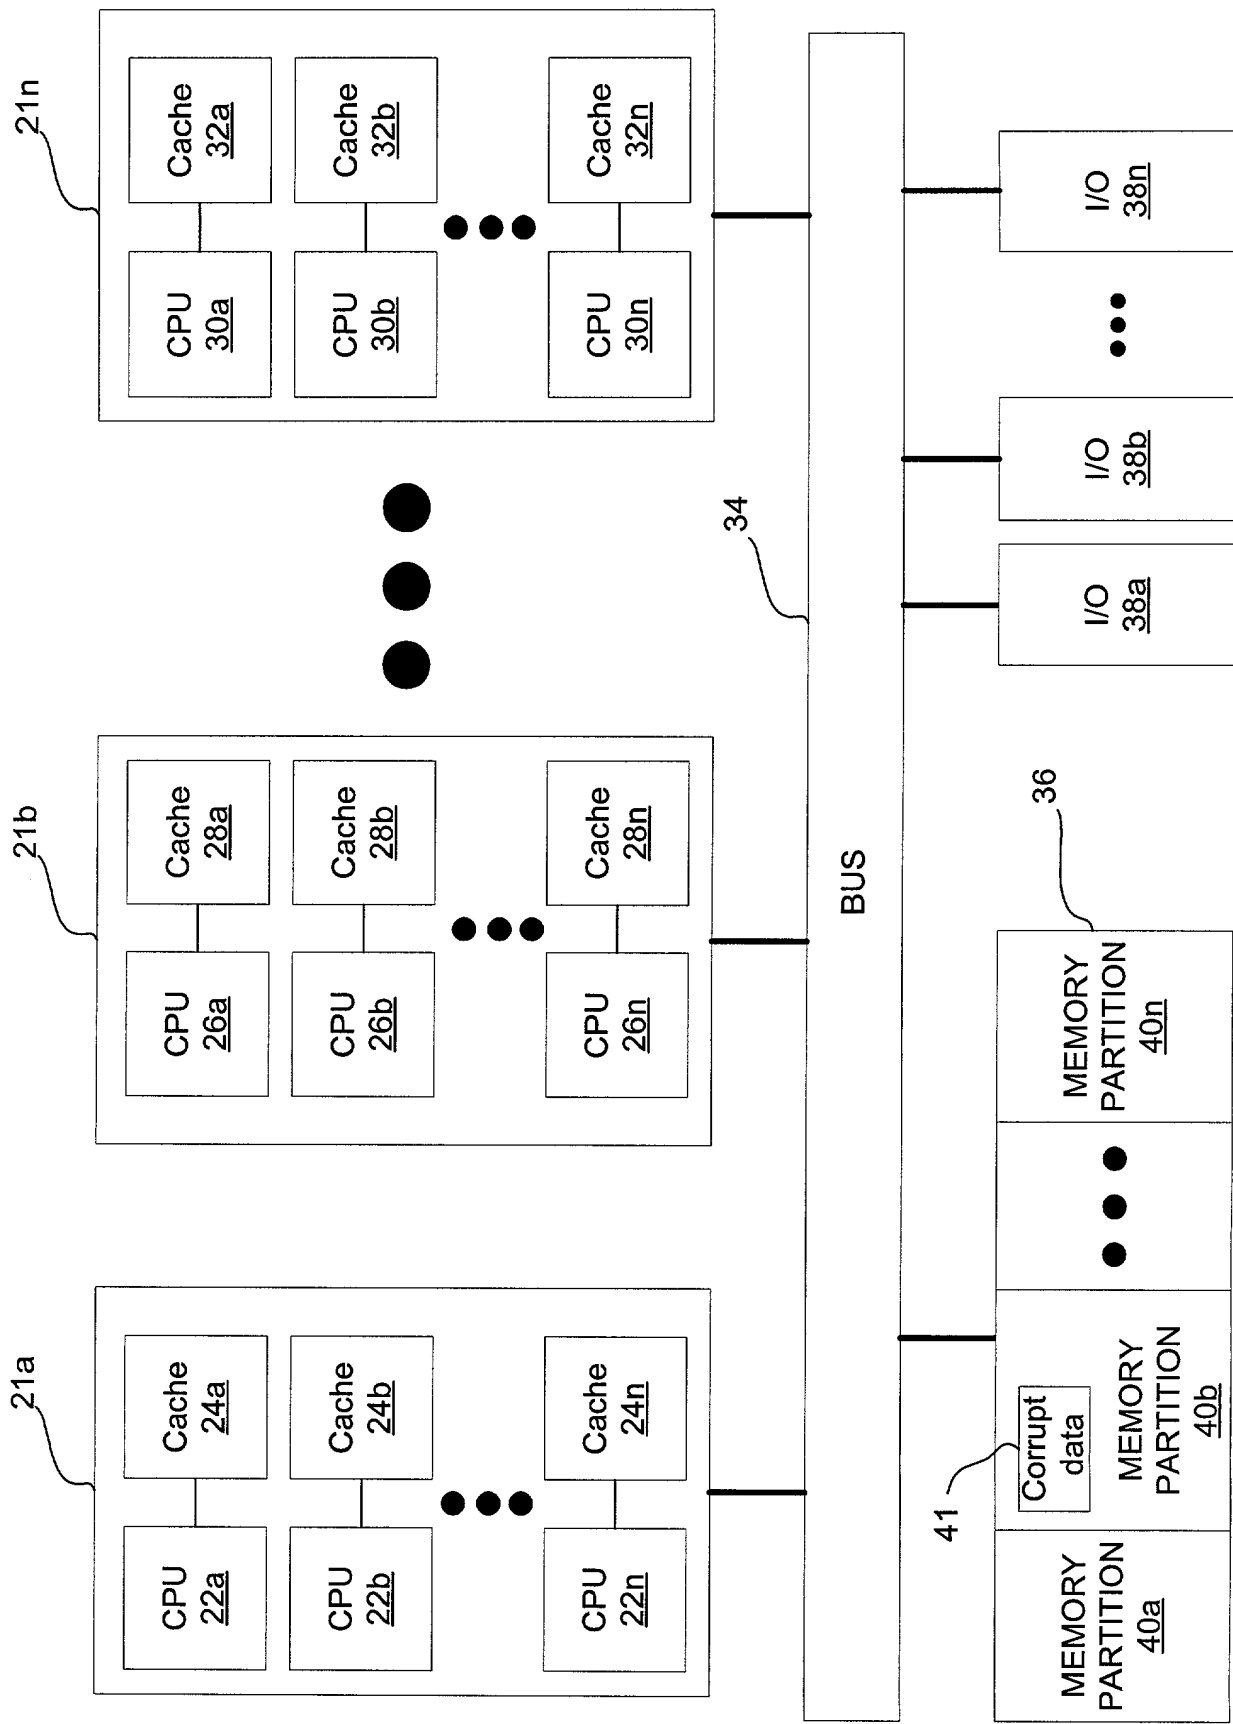 21a
21b
21n
CPU
22a
Cache
24a
CPU
22b
Cache
24b
CPU
22n
Cache
24n
CPU
26a
Cache
28a
CPU
26b
Cache
28b
CPU
26n
Cache
28n
CPU
30a
Cache
32a
CPU
30b
Cache
32b
CPU
30n
Cache
32n
34
BUS
41
36
MEMORY
PARTITION
40a
Corrupt
data
MEMORY
PARTITION
40b
MEMORY
PARTITION
40n
I/O
38a
I/O
38b
I/O
38n